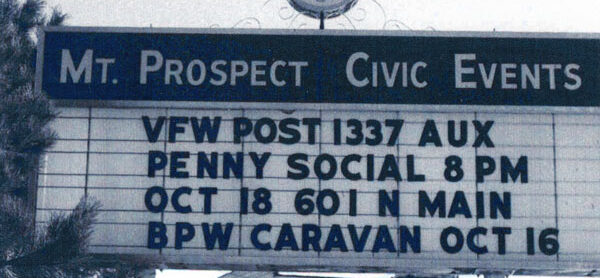 MT. PROSPECT CIVIC EVENTS
VFW POST 1337 AUX
PENNY SOCIAL 8 PM
OCT 18 601 N MAIN
BPW CARAVAN OCT 16